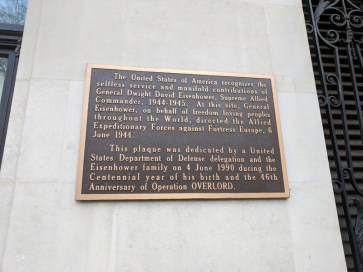 The United States of America recognizes the
selfless service and manifold contributions of
General Dwight David Eisenhower, Supreme Allied
Commander, 1944-1945. At this site, General
Eisenhower, on behalf of freedom loving peoples
throughout the World, directed the Allied
Expeditionary Forces against Fortress Europe, 6
June 1944.
This plaque was dedicated by a United
States Department of Defense delegation and the
Eisenhower family on 4 June 1990 during the
Centennial year of his birth and the 46th
Anniversary of Operation OVERLORD.